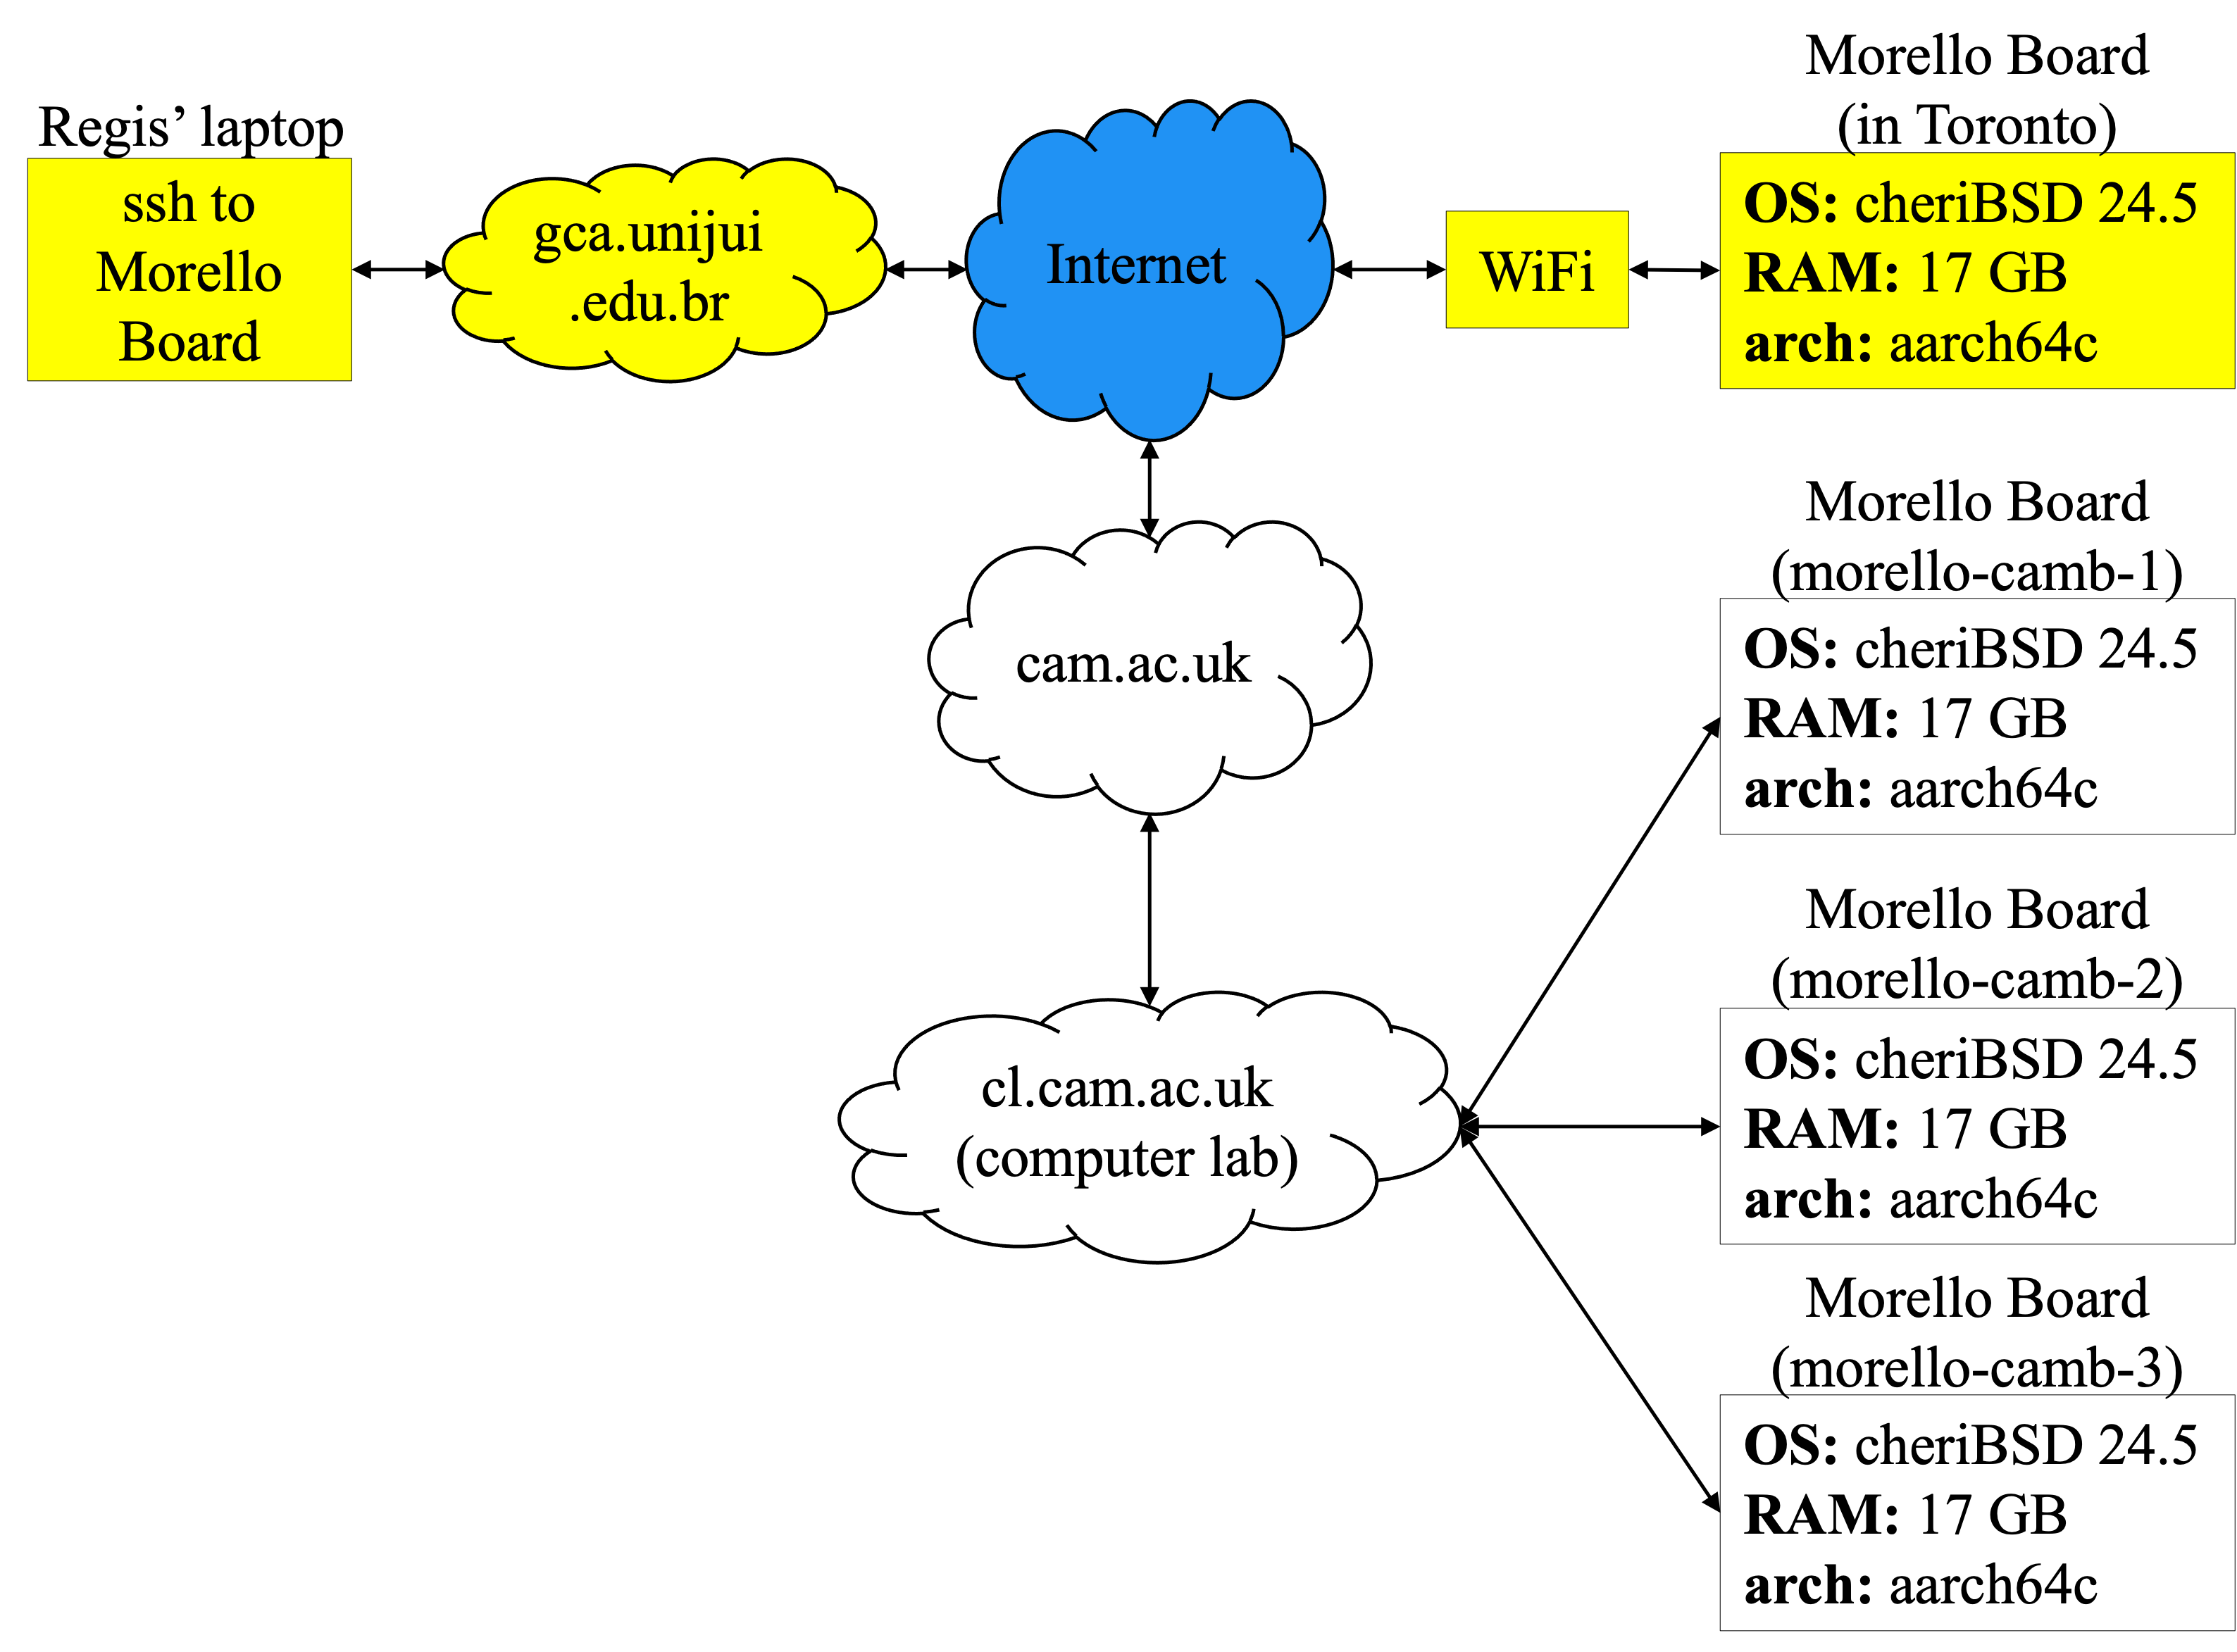 Regis’ laptop
ssh to
Morello
Board
gca.unijui
.edu.br
Internet
WiFi
Morello Board
(in Toronto)
OS: cheriBSD 24.5
RAM: 17 GB
arch: aarch64c
cam.ac.uk
cl.cam.ac.uk
(computer lab)
Morello Board
(morello-camb-1)
OS: cheriBSD 24.5
RAM: 17 GB
arch: aarch64c
Morello Board
(morello-camb-2)
OS: cheriBSD 24.5
RAM: 17 GB
arch: aarch64c
Morello Board
(morello-camb-3)
OS: cheriBSD 24.5
RAM: 17 GB
arch: aarch64c